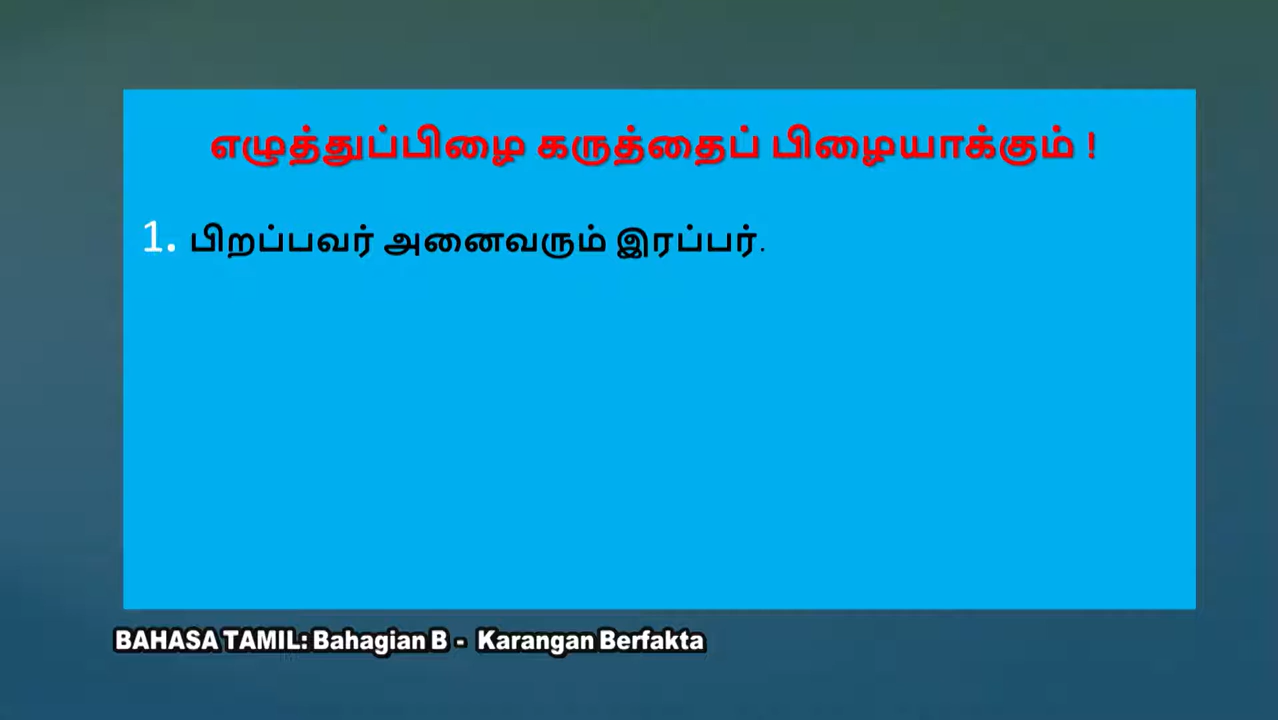 எழுத்துப்பிழை கருத்தைப் பிழையாக்கும் !
1. பிறப்பவர் அனைவரும் இரப்பர்.
BAHASA TAMIL: Bahagian B - Karangan Berfakta